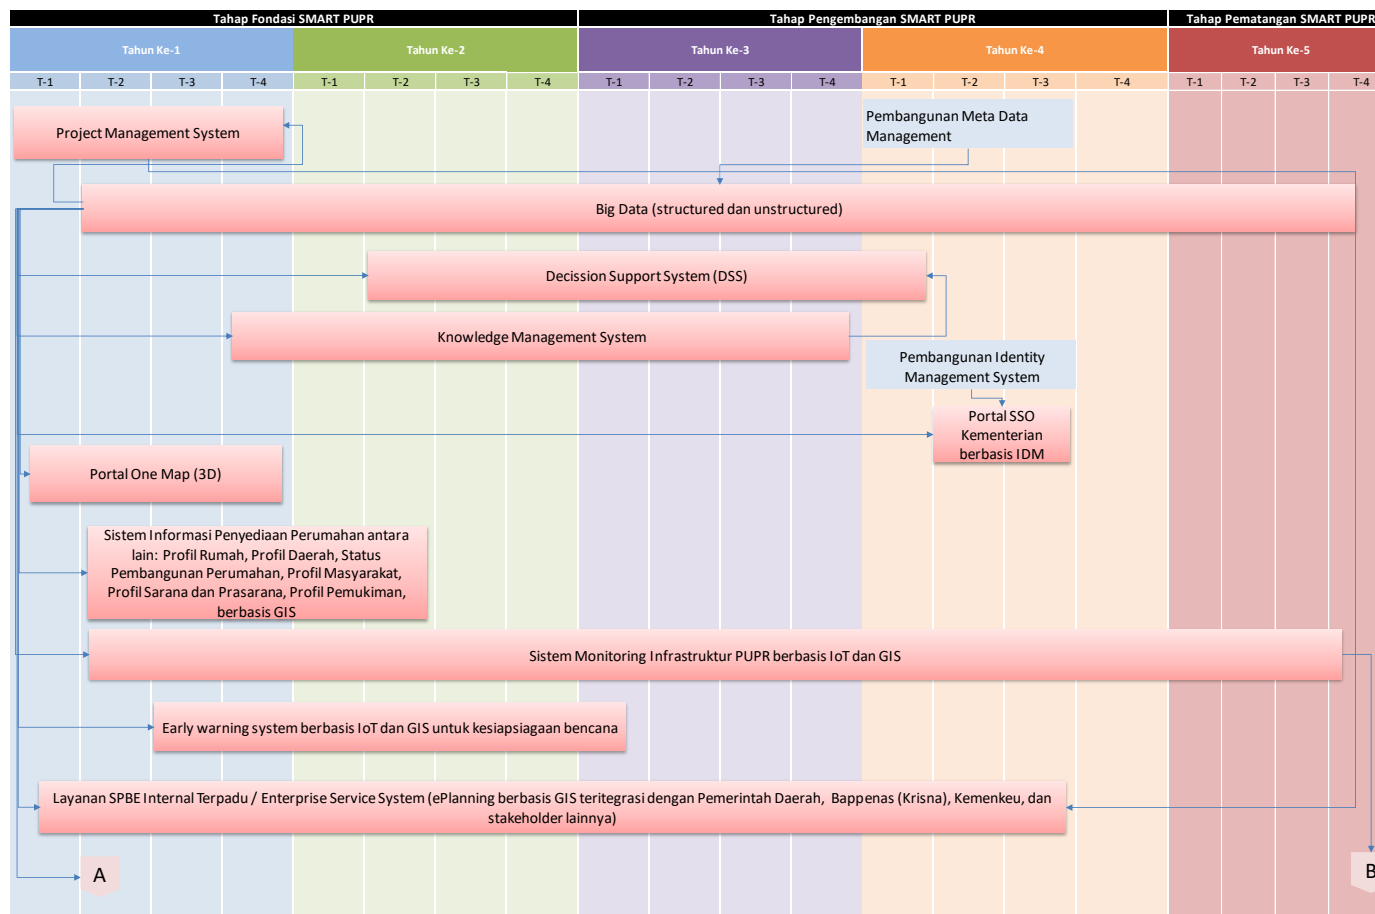 Tahap Fondasi SMART PUPR
Tahap Pengembangan SMART PUPR
Tahap Pematangan SMART PUPR
Tahun Ke-1
Tahun Ke-2
Tahun Ke-3
Tahun Ke-4
Tahun Ke-5
T-1 T-2 T-3 T-4 T-1 T-2 T-3 T-4 T-1 T-2 T-3 T-4 T-1 T-2 T-3 T-4 T-1 T-2 T-3 T-4
Project Management System
Pembangunan Meta Data
Management
Big Data (structured dan unstructured)
Decission Support System (DSS)
Knowledge Management System
Pembangunan Identity
Management System
Portal SSO
Kementerian
berbasis IDM
Portal One Map (3D)
Sistem Informasi Penyediaan Perumahan antara
lain: Profil Rumah, Profil Daerah, Status
Pembangunan Perumahan, Profil Masyarakat,
Profil Sarana dan Prasarana, Profil Pemukiman,
berbasis GIS
Sistem Monitoring Infrastruktur PUPR berbasis IoT dan GIS
Early warning system berbasis IoT dan GIS untuk kesiapsiagaan bencana
Layanan SPBE Internal Terpadu / Enterprise Service System (ePlanning berbasis GIS teritegrasi dengan Pemerintah Daerah, Bappenas (Krisna), Kemenkeu, dan
stakeholder lainnya)
A
B